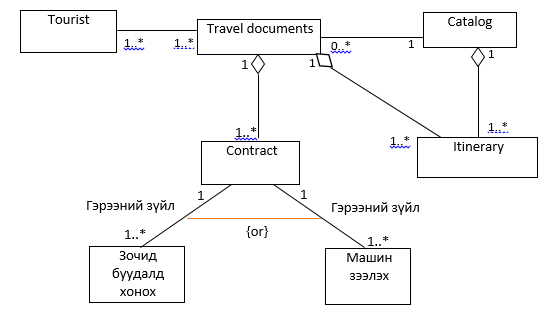 Tourist
Travel documents
Catalog
1..*
1..*
0..*
1
1
1
1
1..*
1..*
1..*
Contract
Itinerary
Гэрээний зүйл
1
1
Гэрээний зүйл
1..*
{or}
1..*
Зочид
буудалд
хонох
Машин
зээлэх